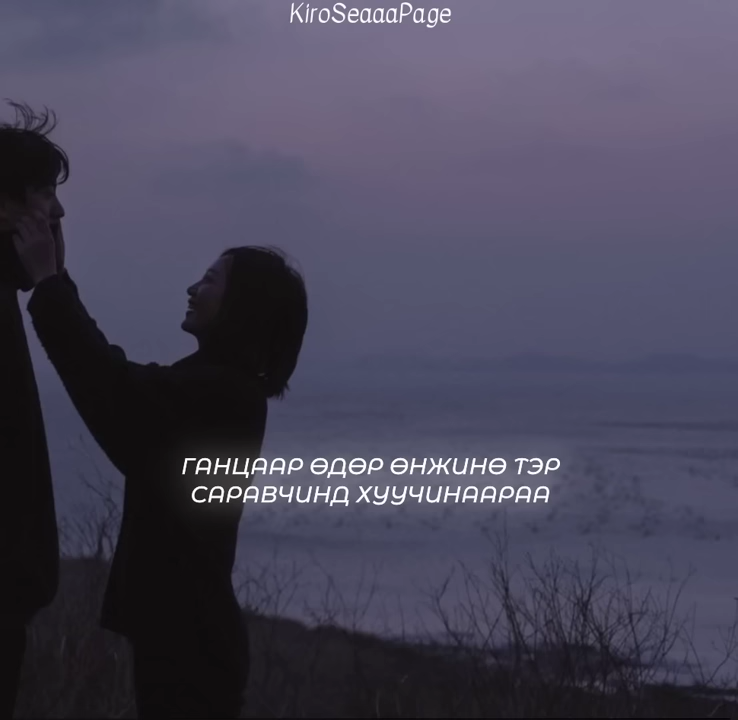 KiroSeaaaPage
ГАНЦААР ӨДӨР ӨНЖИНӨ ТЭР
САРАВЧИНД ХУУЧИНААРАА